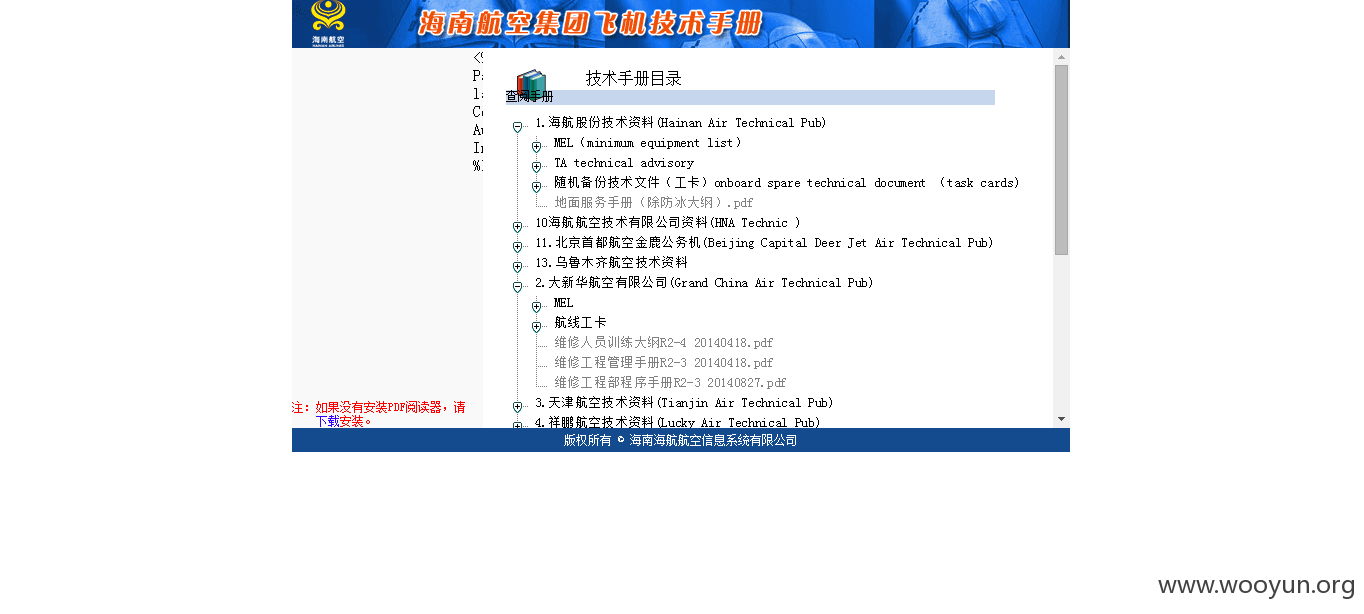 海南航空
HAINAN AIRLINES
海南航空集团飞机技术手册
技术手册目录
查阅手册
1.海航股份技术资料(Hainan Air Technical Pub)
MEL（minimum equipment list）
TA technical advisory
随机备份技术文件（工卡）onboard spare technical document （task cards）
地面服务手册（除防冰大纲）.pdf
10海航航空技术有限公司资料(HNA Technic )
11.北京首都航空金鹿公务机(Beijing Capital Deer Jet Air Technical Pub)
13.乌鲁木齐航空技术资料
2.大新华航空有限公司(Grand China Air Technical Pub)
MEL
航线工卡
维修人员训练大纲R2-4 20140418.pdf
维修工程管理手册R2-3 20140418.pdf
维修工程部程序手册R2-3 20140827.pdf
3.天津航空技术资料(Tianjin Air Technical Pub)
4.祥鹏航空技术资料(Lucky Air Technical Pub)
注：如果没有安装PDF阅读器，请
下载安装。
版权所有 © 海南海航航空信息系统有限公司
www.wooyun.org